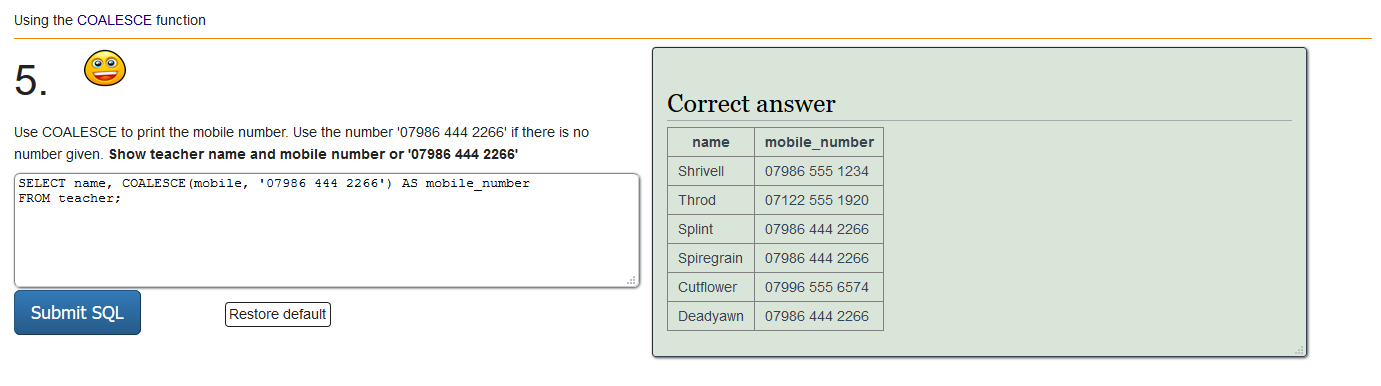 Using the COALESCE function
5.
Use COALESCE to print the mobile number. Use the number '07986 444 2266' if there is no
number given. Show teacher name and mobile number or '07986 444 2266'
SELECT name, COALESCE(mobile, '07986 444 2266') AS mobile_number
FROM teacher;
Submit SQL
Restore default
Correct answer
name mobile_number
Shrivell 07986 555 1234
Throd 07122 555 1920
Splint 07986 444 2266
Spiregrain 07986 444 2266
Cutflower 07996 555 6574
Deadyawn 07986 444 2266